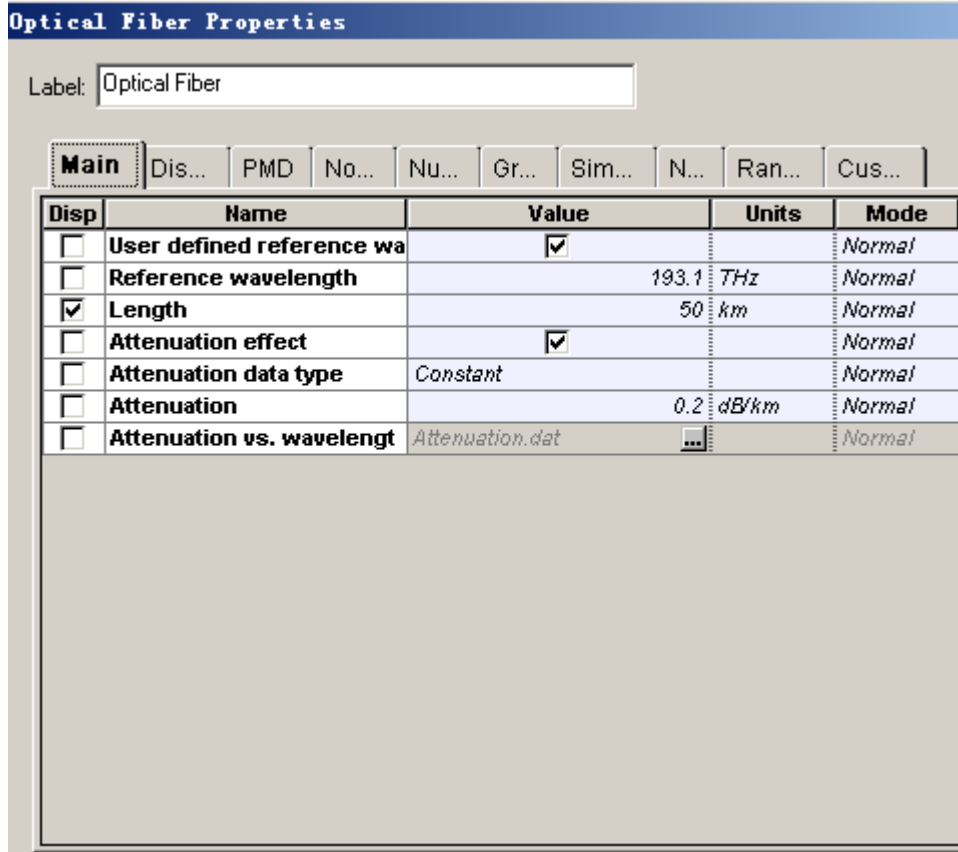 Optical Fiber Properties
Label: Optical Fiber
Main Dis... PMD No... Nu... Gr... Sim... N... Ran... Cus...
Disp Name Value Units Mode
User defined reference wa Normal
Reference wavelength 193.1 THz Normal
Length 50 km Normal
Attenuation effect Normal
Attenuation data type Constant Normal
Attenuation 0.2 dB/km Normal
Attenuation vs. wavelengt Attenuation.dat ... Normal